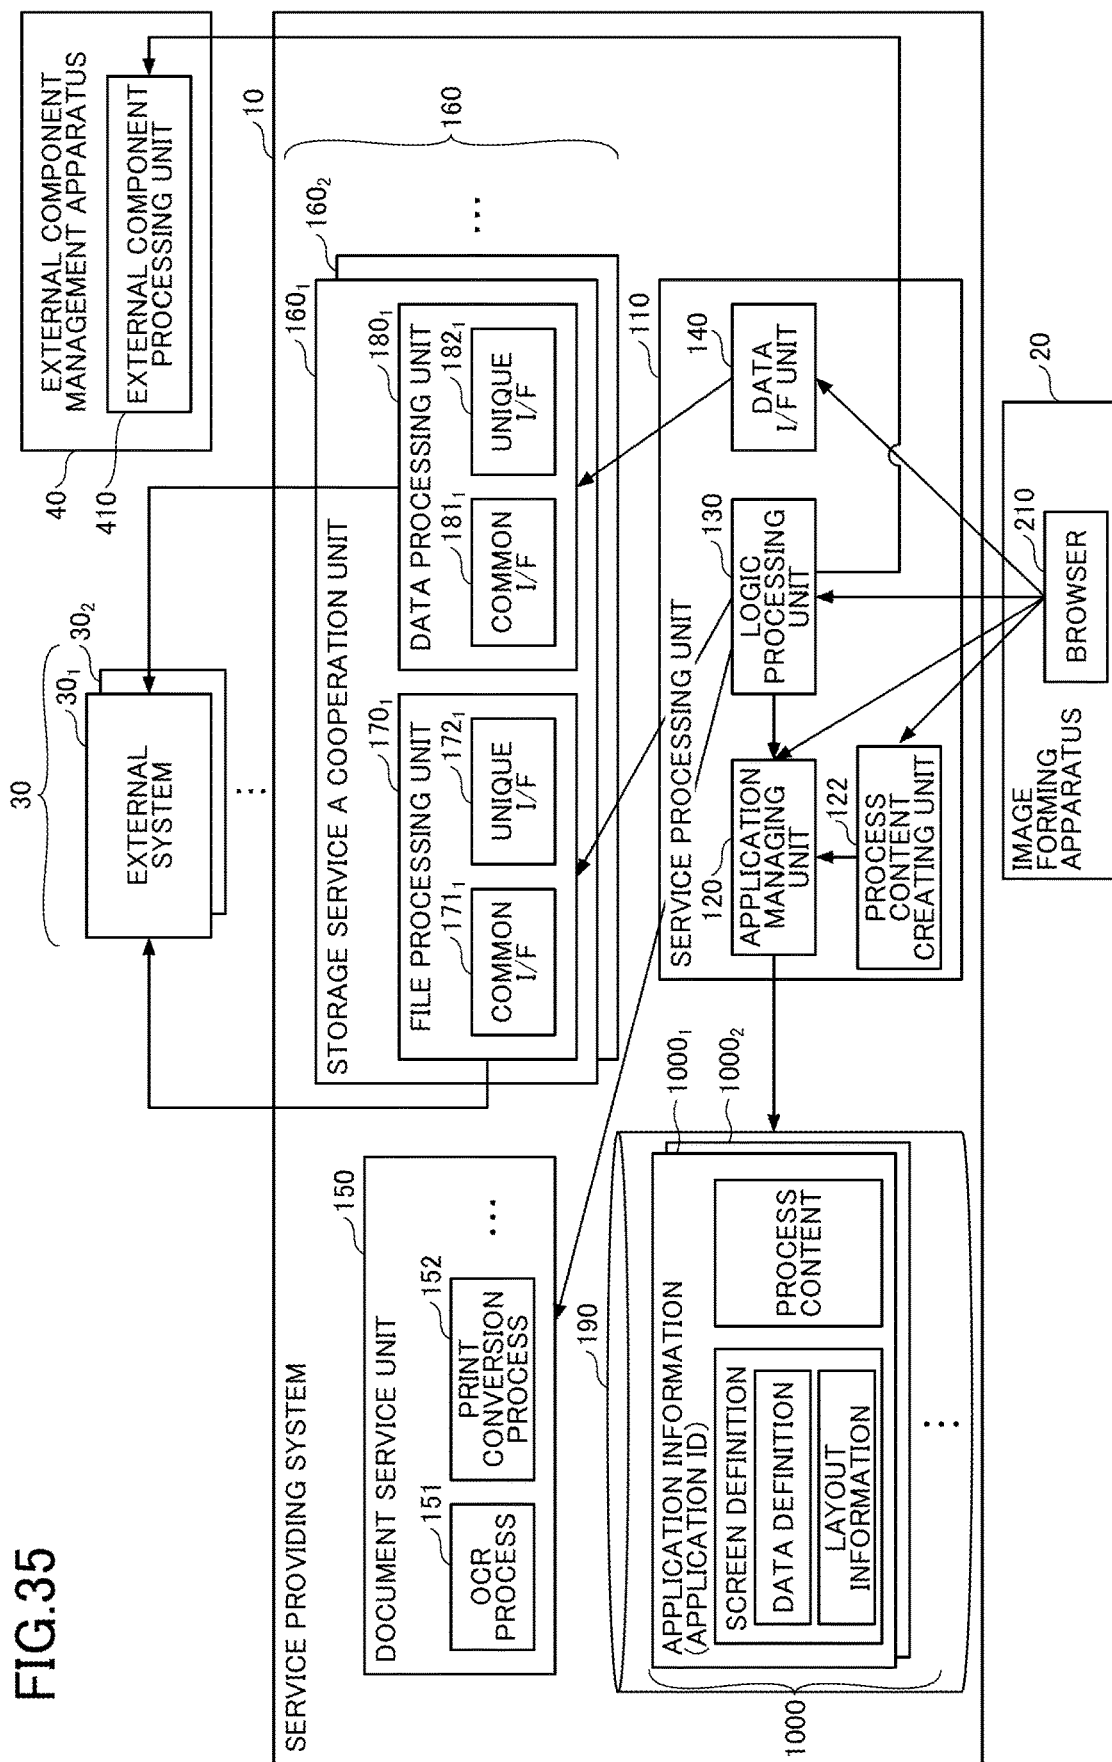 FIG.35
30
30₁
30₂
EXTERNAL
SYSTEM
...
40
EXTERNAL COMPONENT
MANAGEMENT APPARATUS
410
EXTERNAL COMPONENT
PROCESSING UNIT
SERVICE PROVIDING SYSTEM
10
DOCUMENT SERVICE UNIT
150
151
OCR
PROCESS
152
PRINT
CONVERSION
PROCESS
...
STORAGE SERVICE A COOPERATION UNIT
160₁
160₂
160
...
FILE PROCESSING UNIT
170₁
171₁
COMMON
I/F
172₁
UNIQUE
I/F
DATA PROCESSING UNIT
180₁
181₁
COMMON
I/F
182₁
UNIQUE
I/F
190
APPLICATION INFORMATION
(APPLICATION ID)
1000₁
1000₂
SCREEN DEFINITION
DATA DEFINITION
LAYOUT
INFORMATION
PROCESS
CONTENT
...
1000
SERVICE PROCESSING UNIT
110
120
APPLICATION
MANAGING
UNIT
130
LOGIC
PROCESSING
UNIT
140
DATA
I/F UNIT
122
PROCESS
CONTENT
CREATING UNIT
IMAGE
FORMING
APPARATUS
20
210
BROWSER